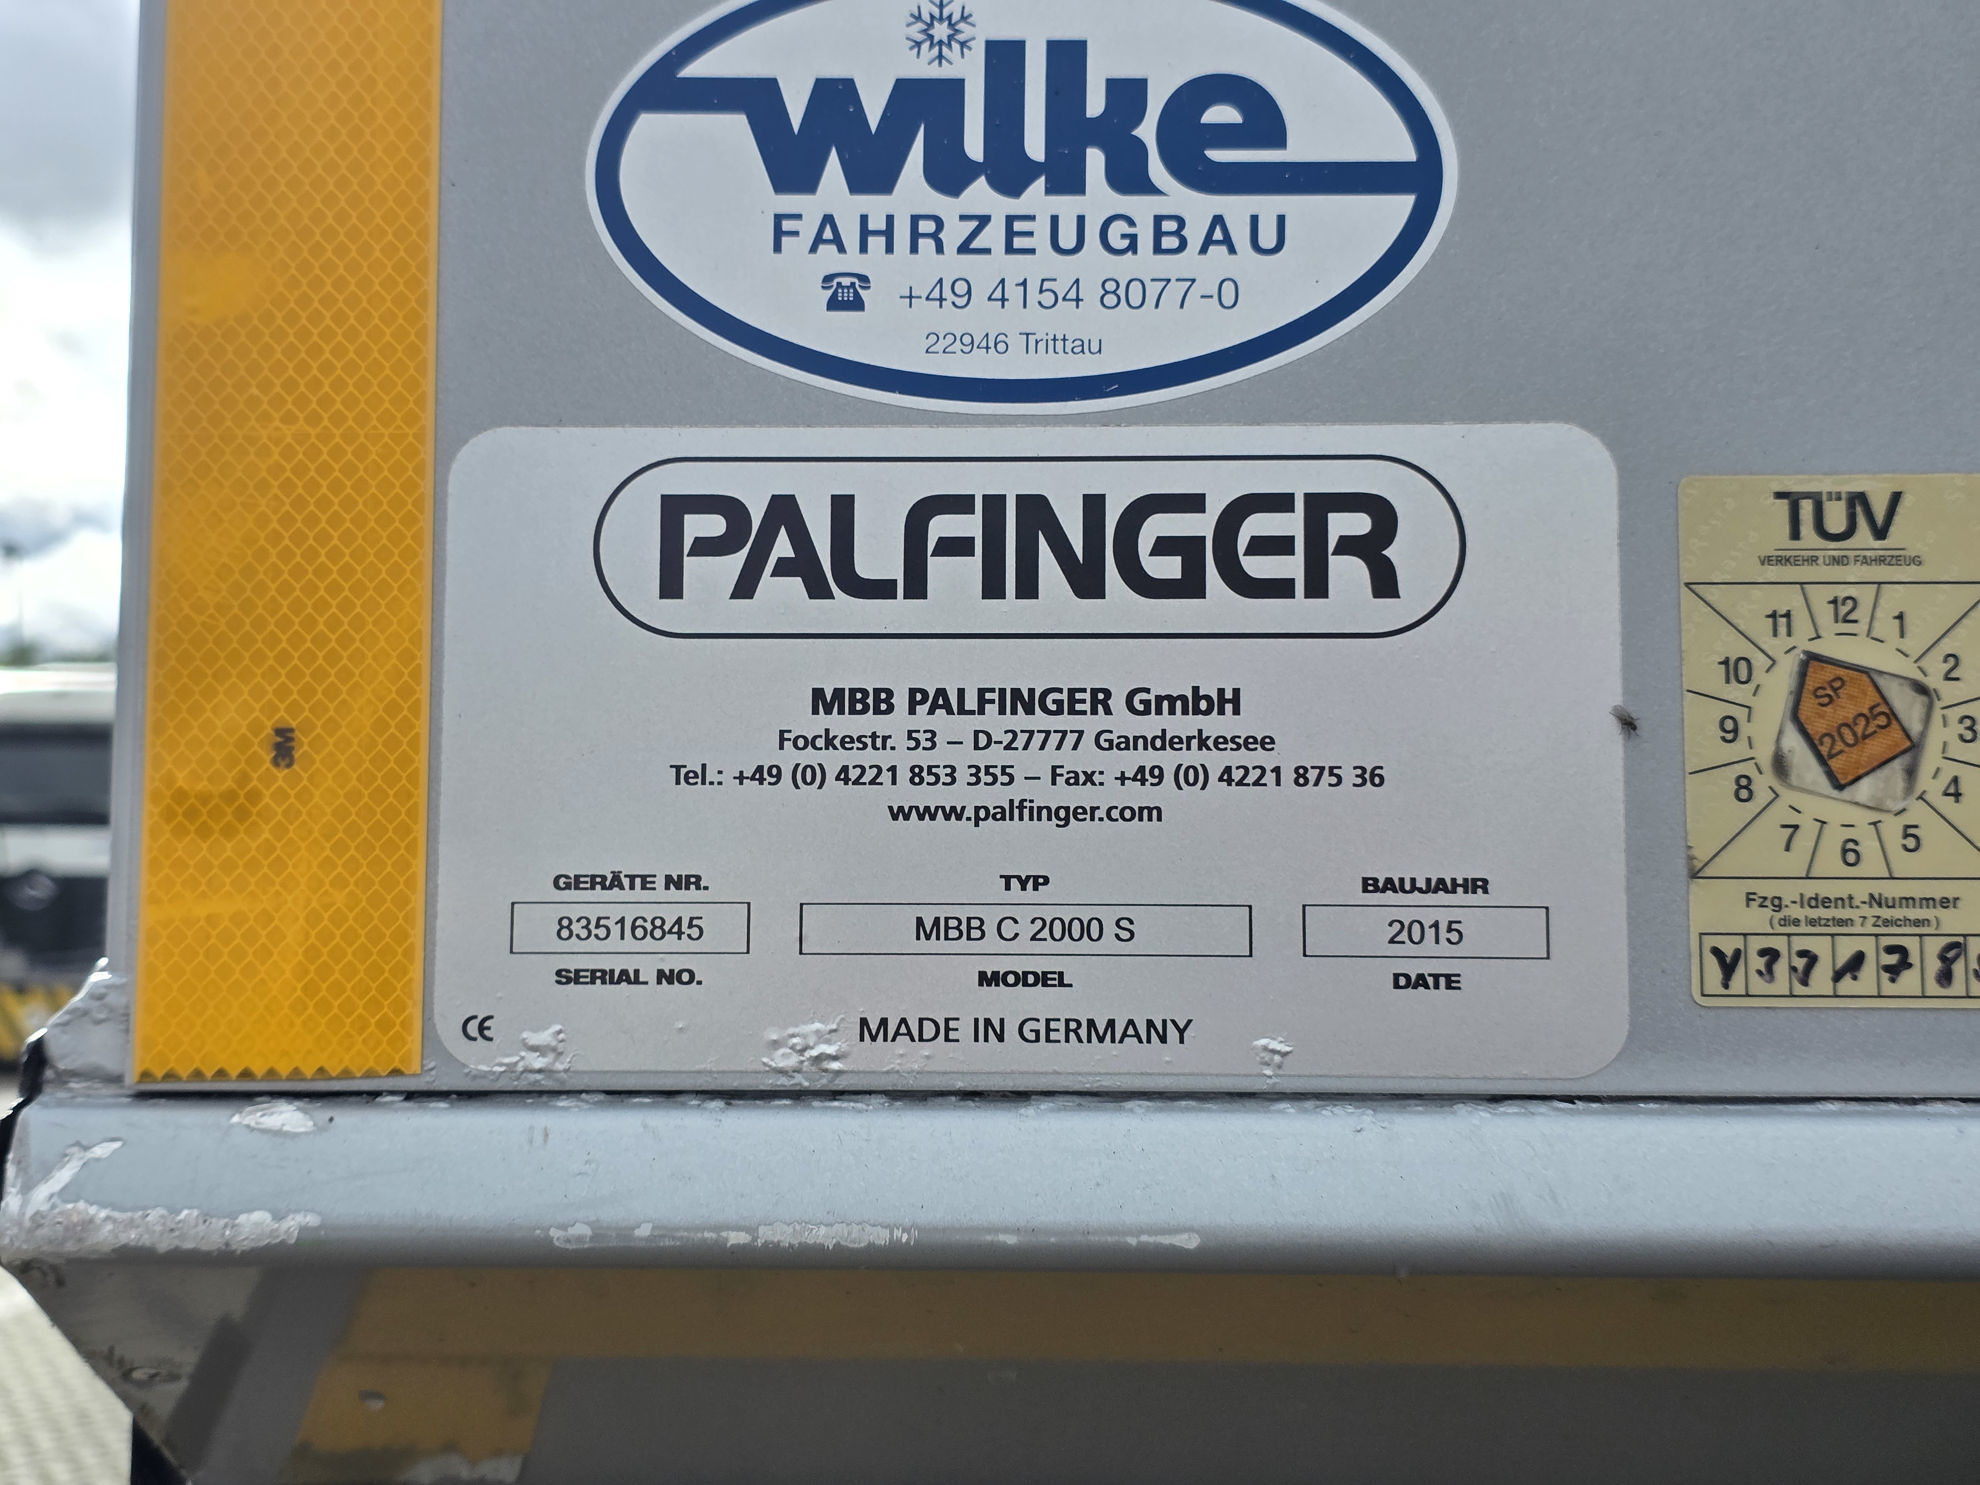 wilke
FAHRZEUGBAU
+49 4154 8077-0
22946 Trittau
PALFINGER
MBB PALFINGER GmbH
Fockestr. 53 – D-27777 Ganderkesee
Tel.: +49 (0) 4221 853 355 – Fax: +49 (0) 4221 875 36
www.palfinger.com
GERÄTE NR. TYP BAUJAHR
83516845 MBB C 2000 S 2015
SERIAL NO. MODEL DATE
CE MADE IN GERMANY
3M
TÜV
VERKEHR UND FAHRZEUG
11 12 1
10 2
9 3
8 4
7 6 5
SP
2025
Fzg.-Ident.-Nummer
(die letzten 7 Zeichen)